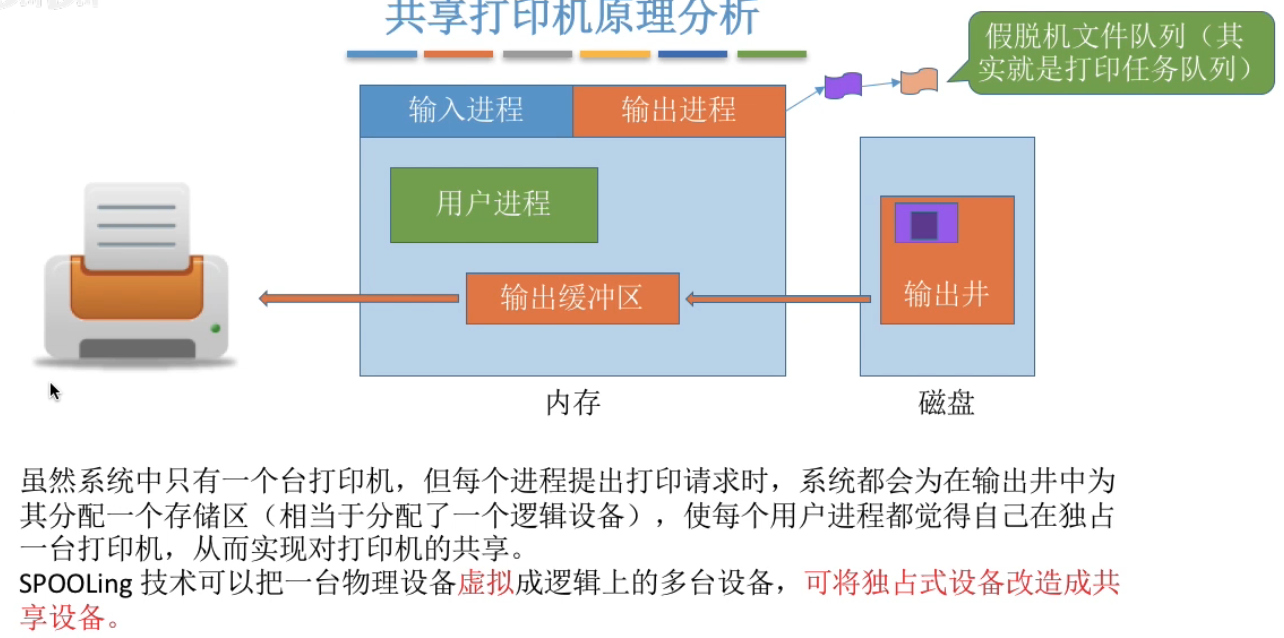 共享打印机原理分析
假脱机文件队列（其
实就是打印任务队列）
输入进程
输出进程
用户进程
输出缓冲区
输出井
内存
磁盘
虽然系统中只有一个台打印机，但每个进程提出打印请求时，系统都会为在输出井中为
其分配一个存储区（相当于分配了一个逻辑设备），使每个用户进程都觉得自己在独占
一台打印机，从而实现对打印机的共享。
SPOOLing 技术可以把一台物理设备虚拟成逻辑上的多台设备，可将独占式设备改造成共
享设备。